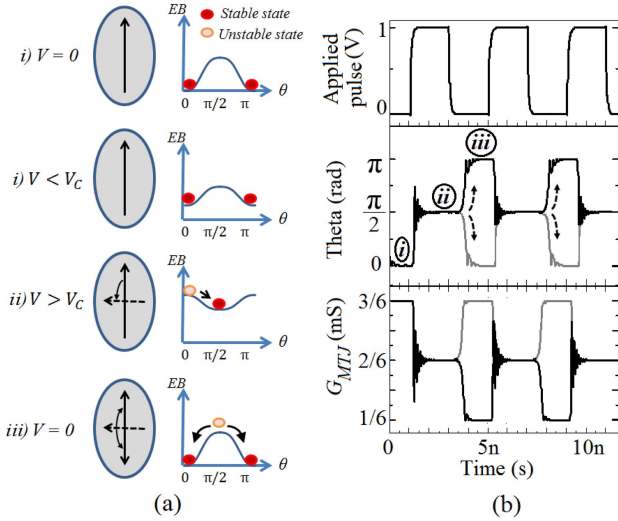 EB
Stable state
Unstable state
i) V = 0
0 π/2 π θ
EB
i) V < V_C
0 π/2 π θ
EB
ii) V > V_C
0 π/2 π θ
EB
iii) V = 0
0 π/2 π θ
(a)
Applied
pulse (V)
1
0
Theta (rad)
π
π/2
0
i
ii
iii
G_MTJ (mS)
3/6
2/6
1/6
0 5n 10n
Time (s)
(b)